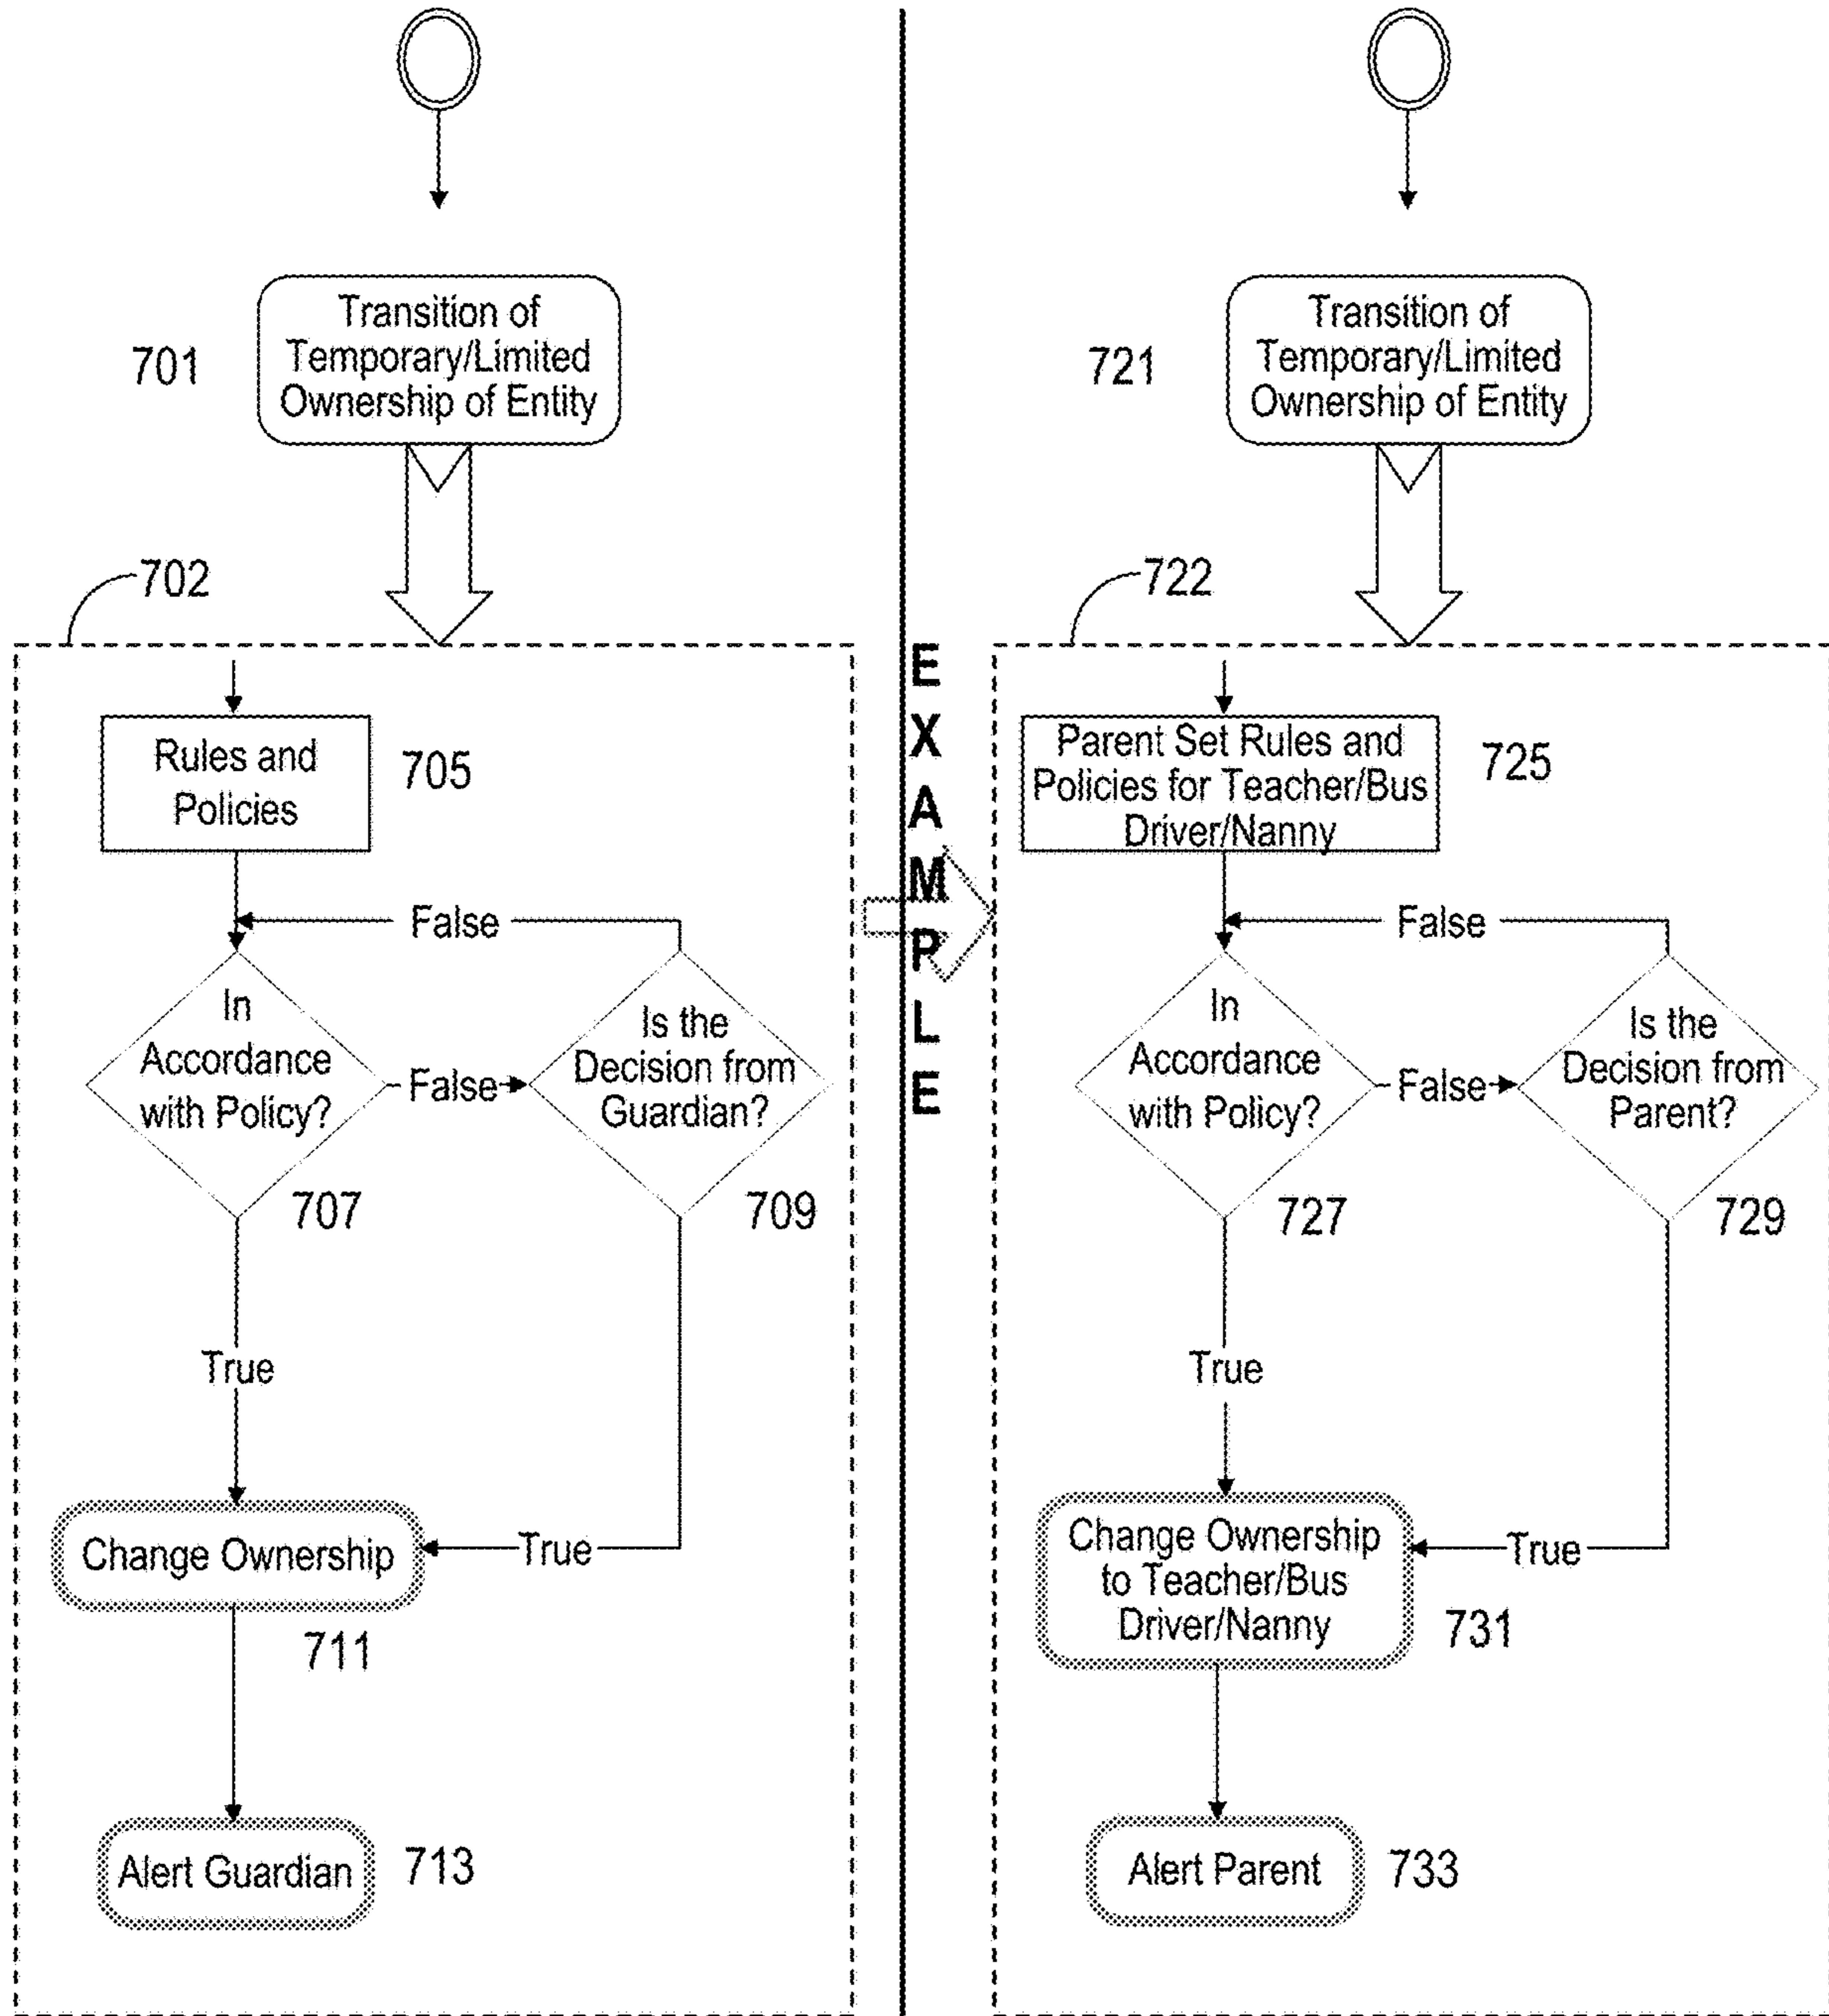 Transition of
Temporary/Limited
Ownership of Entity
701
702
Rules and
Policies
705
False
In
Accordance
with Policy?
707
False
Is the
Decision from
Guardian?
709
True
True
Change Ownership
711
Alert Guardian
713
EXAMPLE
Transition of
Temporary/Limited
Ownership of Entity
721
722
Parent Set Rules and
Policies for Teacher/Bus
Driver/Nanny
725
False
In
Accordance
with Policy?
727
False
Is the
Decision from
Parent?
729
True
True
Change Ownership
to Teacher/Bus
Driver/Nanny
731
Alert Parent
733